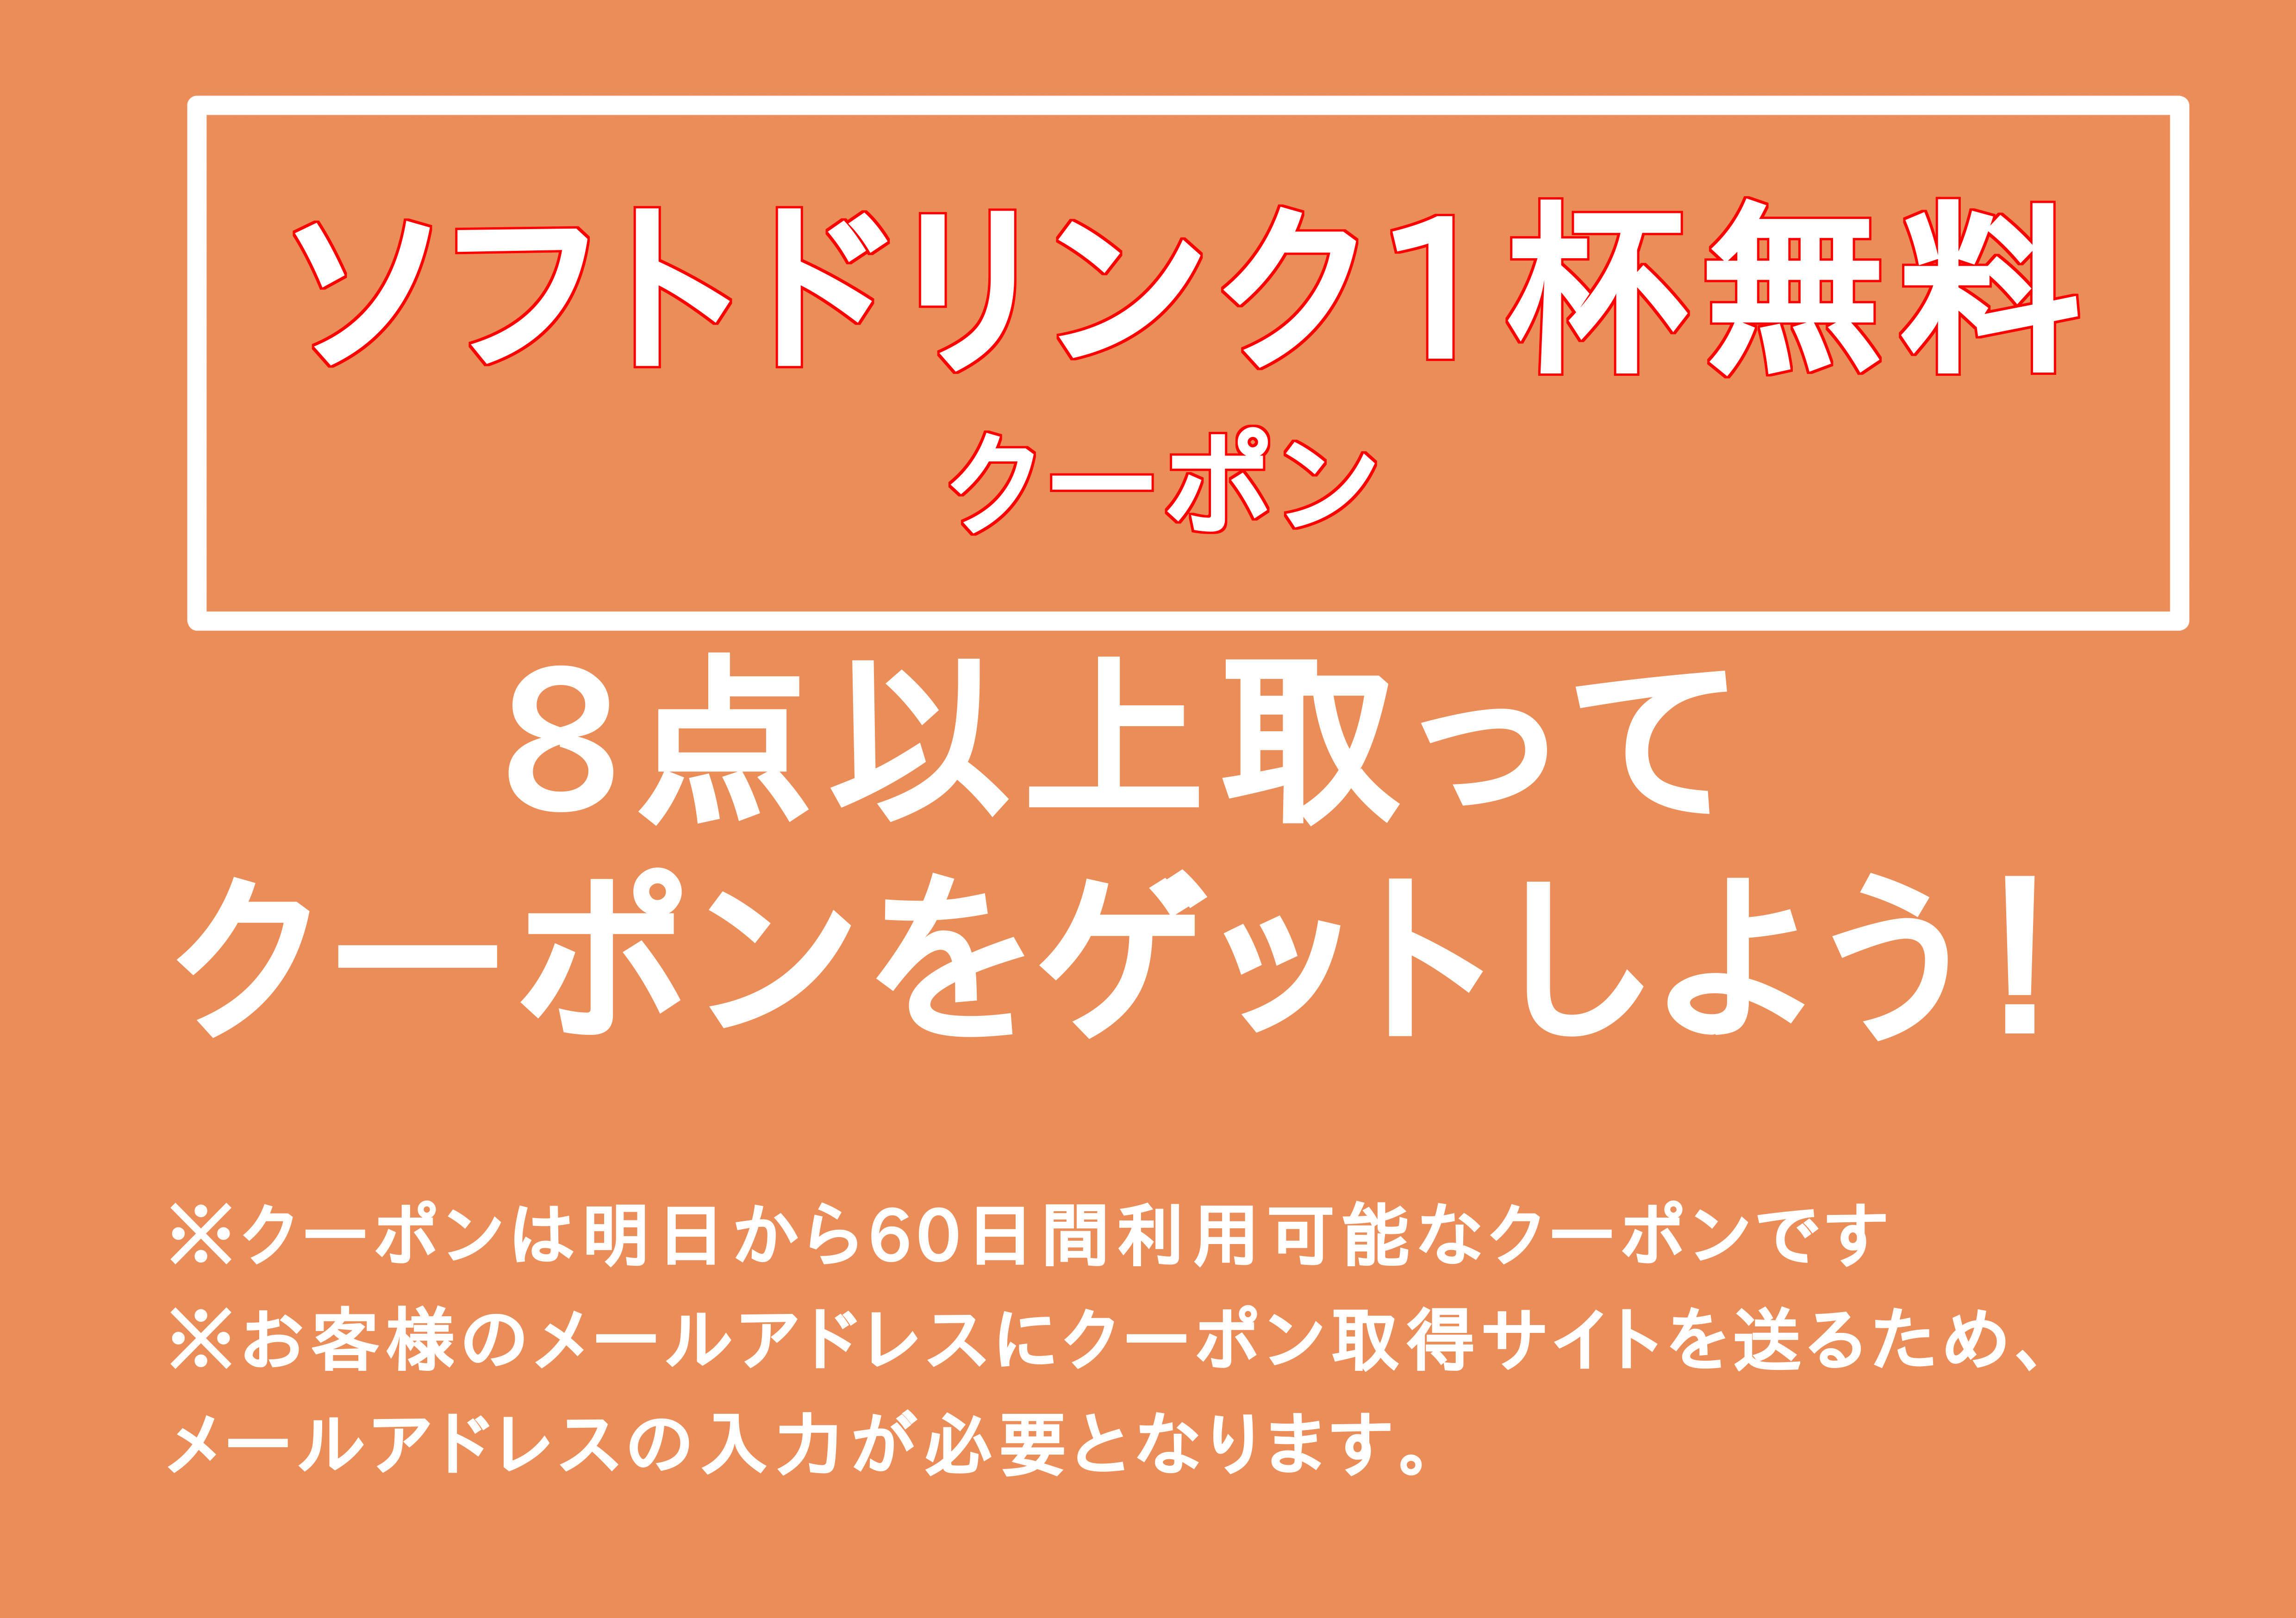 ソフトドリンク1杯無料
クーポン
8点以上取って
クーポンをゲットしよう！
※クーポンは明日から60日間利用可能なクーポンです
※お客様のメールアドレスにクーポン取得サイトを送るため、
メールアドレスの入力が必要となります。